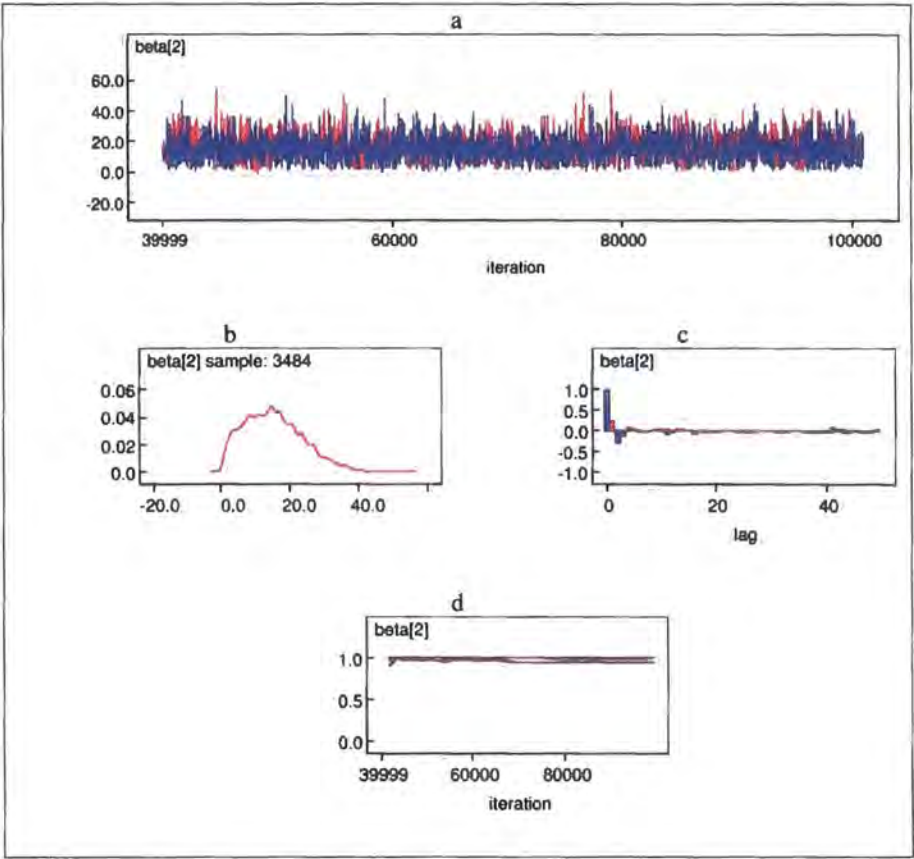 a
beta[2]
60.0
40.0
20.0
0.0
-20.0
39999 60000 80000 100000
iteration
b
beta[2] sample: 3484
0.06
0.04
0.02
0.0
-20.0 0.0 20.0 40.0
c
beta[2]
1.0
0.5
0.0
-0.5
-1.0
0 20 40
lag
d
beta[2]
1.0
0.5
0.0
39999 60000 80000
iteration